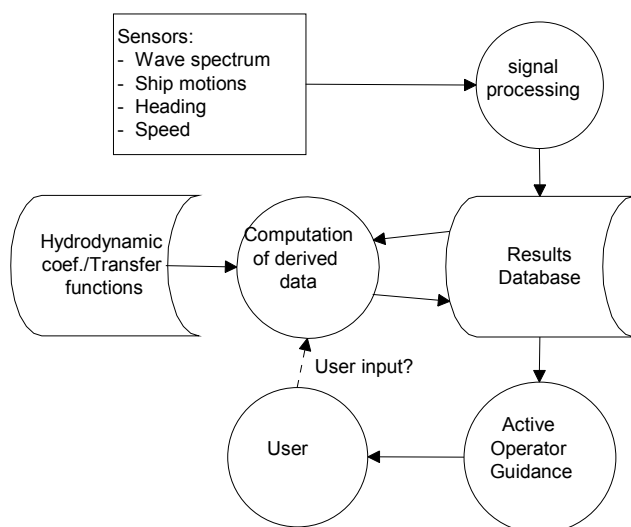 Sensors:
- Wave spectrum
- Ship motions
- Heading
- Speed
signal
processing
Hydrodynamic
coef./Transfer
functions
Computation
of derived
data
Results
Database
User input?
User
Active
Operator
Guidance